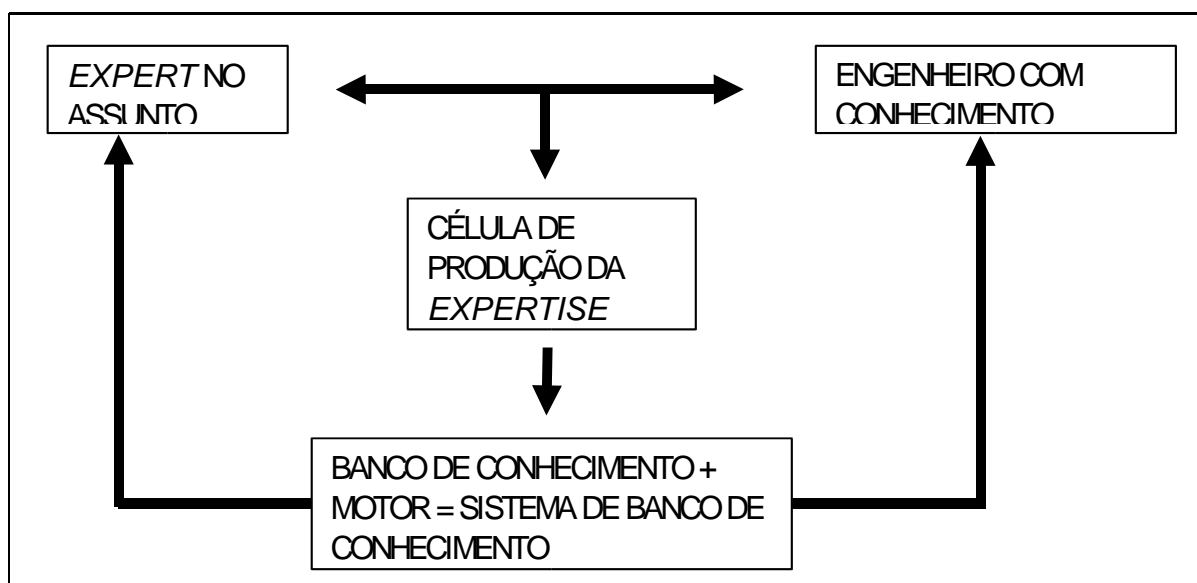 EXPERT NO
ASSUNTO
ENGENHEIRO COM
CONHECIMENTO
CÉLULA DE
PRODUÇÃO DA
EXPERTISE
BANCO DE CONHECIMENTO +
MOTOR = SISTEMA DE BANCO DE
CONHECIMENTO